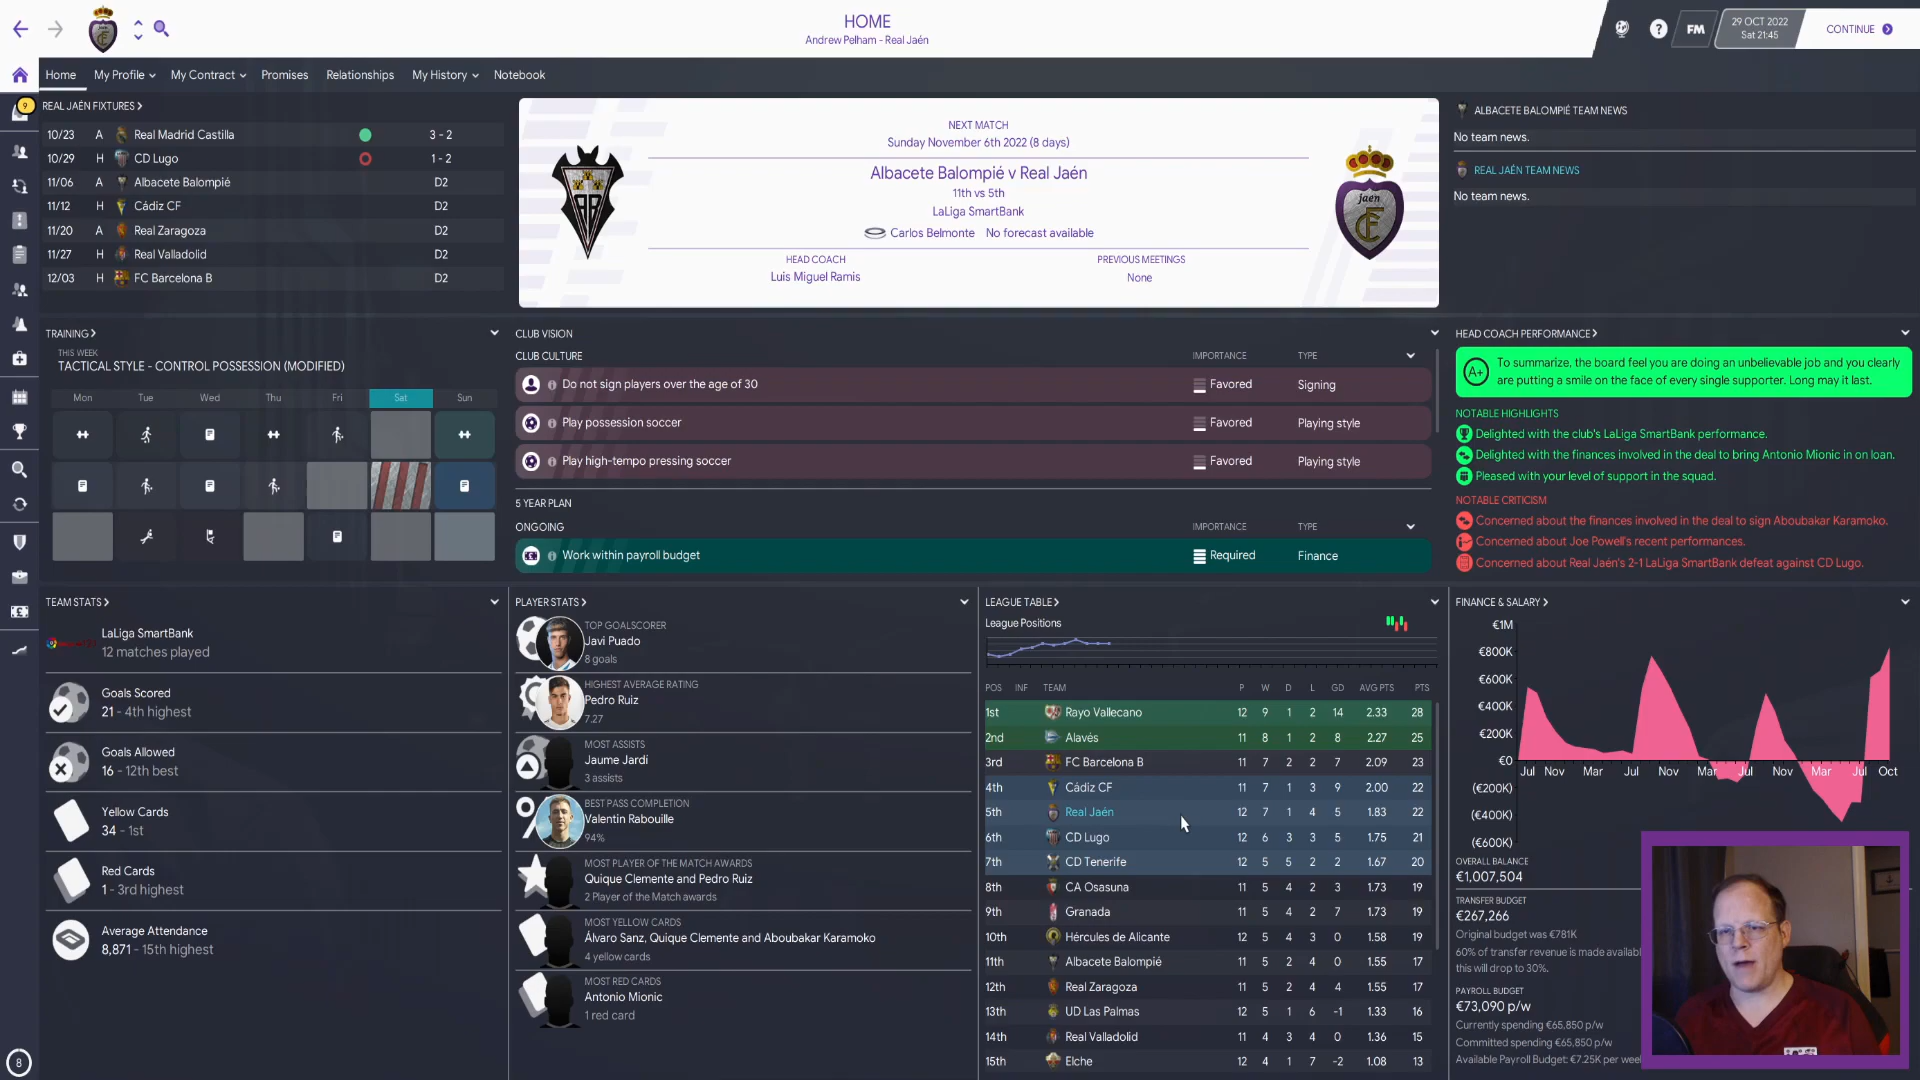 HOME
Andrew Pelham - Real Jaén
FM
29 OCT 2022
Sat 21:45
CONTINUE
Home
My Profile
My Contract
Promises
Relationships
My History
Notebook
9
REAL JAÉN FIXTURES
10/23 A Real Madrid Castilla 3 - 2
10/29 H CD Lugo 1 - 2
11/06 A Albacete Balompié D2
11/12 H Cádiz CF D2
11/20 A Real Zaragoza D2
11/27 H Real Valladolid D2
12/03 H FC Barcelona B D2
NEXT MATCH
Sunday November 6th 2022 (8 days)
Albacete Balompié v Real Jaén
11th vs 5th
LaLiga SmartBank
Carlos Belmonte No forecast available
HEAD COACH
Luis Miguel Ramis
PREVIOUS MEETINGS
None
jaen
ALBACETE BALOMPIÉ TEAM NEWS
No team news.
REAL JAÉN TEAM NEWS
No team news.
TRAINING
THIS WEEK
TACTICAL STYLE - CONTROL POSSESSION (MODIFIED)
Mon Tue Wed Thu Fri Sat Sun
CLUB VISION
CLUB CULTURE IMPORTANCE TYPE
Do not sign players over the age of 30 Favored Signing
Play possession soccer Favored Playing style
Play high-tempo pressing soccer Favored Playing style
5 YEAR PLAN
ONGOING IMPORTANCE TYPE
Work within payroll budget Required Finance
HEAD COACH PERFORMANCE
A+
To summarize, the board feel you are doing an unbelievable job and you clearly
are putting a smile on the face of every single supporter. Long may it last.
NOTABLE HIGHLIGHTS
Delighted with the club's LaLiga SmartBank performance.
Delighted with the finances involved in the deal to bring Antonio Mionic in on loan.
Pleased with your level of support in the squad.
NOTABLE CRITICISM
Concerned about the finances involved in the deal to sign Aboubakar Karamoko.
Concerned about Joe Powell's recent performances.
Concerned about Real Jaén's 2-1 LaLiga SmartBank defeat against CD Lugo.
TEAM STATS
LaLiga SmartBank
12 matches played
Goals Scored
21 - 4th highest
Goals Allowed
16 - 12th best
Yellow Cards
34 - 1st
Red Cards
1 - 3rd highest
Average Attendance
8,871 - 15th highest
8
PLAYER STATS
TOP GOALSCORER
Javi Puado
8 goals
HIGHEST AVERAGE RATING
Pedro Ruiz
7.27
MOST ASSISTS
Jaume Jardi
3 assists
BEST PASS COMPLETION
Valentin Rabouille
94%
MOST PLAYER OF THE MATCH AWARDS
Quique Clemente and Pedro Ruiz
2 Player of the Match awards
MOST YELLOW CARDS
Álvaro Sanz, Quique Clemente and Aboubakar Karamoko
4 yellow cards
MOST RED CARDS
Antonio Mionic
1 red card
LEAGUE TABLE
League Positions
POS INF TEAM P W D L GD AVG PTS PTS
1st Rayo Vallecano 12 9 1 2 14 2.33 28
2nd Alavés 11 8 1 2 8 2.27 25
3rd FC Barcelona B 11 7 2 2 7 2.09 23
4th Cádiz CF 11 7 1 3 9 2.00 22
5th Real Jaén 12 7 1 4 5 1.83 22
6th CD Lugo 12 6 3 3 5 1.75 21
7th CD Tenerife 12 5 5 2 2 1.67 20
8th CA Osasuna 11 5 4 2 3 1.73 19
9th Granada 11 5 4 2 7 1.73 19
10th Hércules de Alicante 12 5 4 3 0 1.58 19
11th Albacete Balompié 11 5 2 4 0 1.55 17
12th Real Zaragoza 11 5 2 4 4 1.55 17
13th UD Las Palmas 12 5 1 6 -1 1.33 16
14th Real Valladolid 11 4 3 4 0 1.36 15
15th Elche 12 4 1 7 -2 1.08 13
FINANCE & SALARY
€1M
€800K
€600K
€400K
€200K
€0
(€200K)
(€400K)
(€600K)
Jul Nov Mar Jul Nov Mar Jul Nov Mar Jul Oct
OVERALL BALANCE
€1,007,504
TRANSFER BUDGET
€267,266
Original budget was €781K
60% of transfer revenue is made availabl
this will drop to 30%.
PAYROLL BUDGET
€73,090 p/w
Currently spending €65,850 p/w
Committed spending €65,850 p/w
Available Payroll Budget: €7.25K per wee